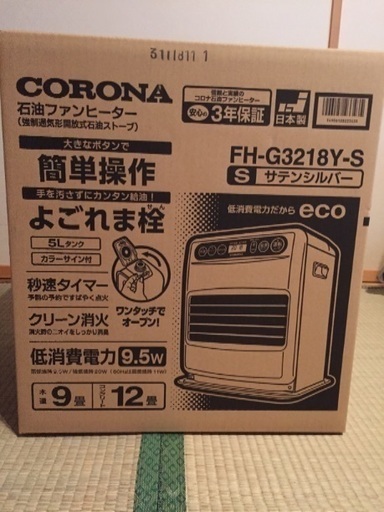 CORONA
石油ファンヒーター
(強制通気形開放式石油ストーブ)
信頼と実績の
コロナ石油ファンヒーター
安心の3年保証
日本製
大きなボタンで
簡単操作
手を汚さずにカンタン給油!
よごれま栓
FH-G3218Y-S
S サテンシルバー
低消費電力だから eco
5Lタンク
カラーサイン付
ワンタッチで
オープン!
秒速タイマー
予約の予約ですばやく点火
クリーン消火
消火時のニオイをしっかり消臭
低消費電力 9.5W
木造 9畳
コンクリート 12畳